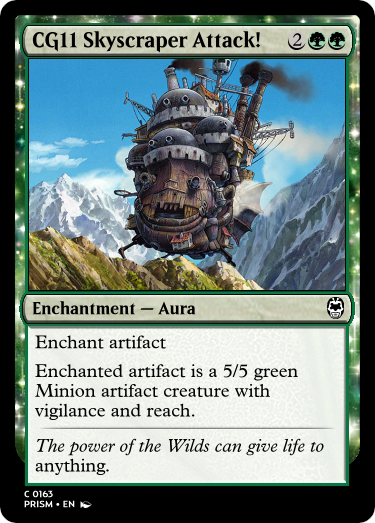 CG11 Skyscraper Attack! 2
Enchantment — Aura
Enchant artifact
Enchanted artifact is a 5/5 green
Minion artifact creature with
vigilance and reach.
The power of the Wilds can give life to
anything.
C 0163
PRISM • EN